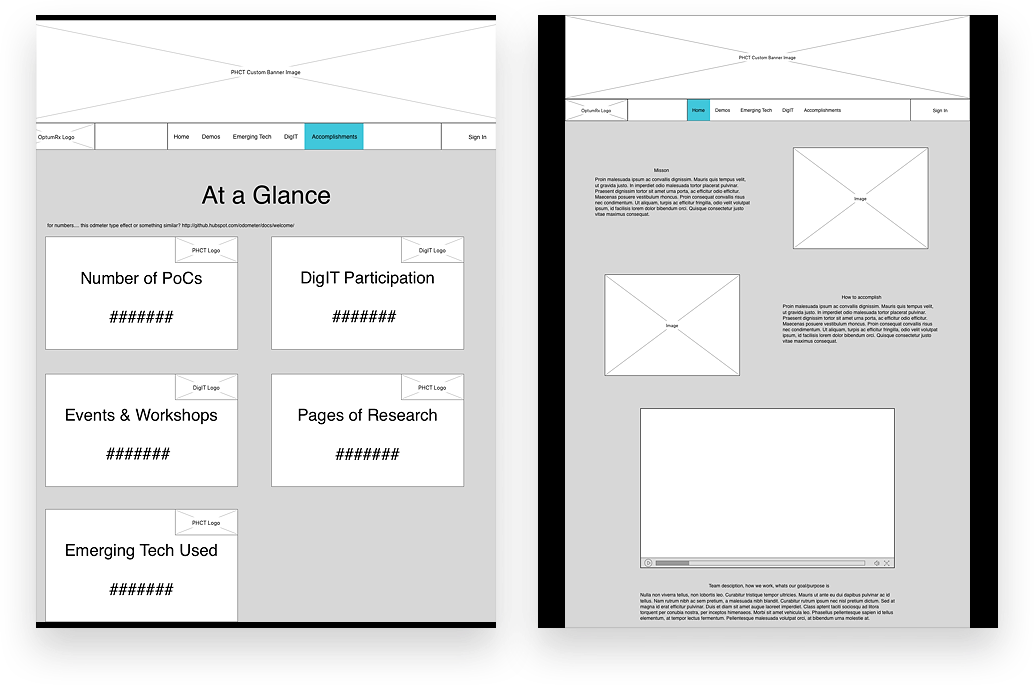 PHCT Custom Banner Image
OptumRx Logo
Home
Demos
Emerging Tech
DigIT
Accomplishments
Sign In
At a Glance
for numbers.... this odmeter type effect or something similar? http://github.hubspot.com/odometer/docs/welcome/
PHCT Logo
Number of PoCs
#######
DigIT Logo
DigIT Participation
#######
DigIT Logo
Events & Workshops
#######
PHCT Logo
Pages of Research
#######
PHCT Logo
Emerging Tech Used
#######
PHCT Custom Banner Image
OptumRx Logo
Home
Demos
Emerging Tech
DigIT
Accomplishments
Sign In
Misson
Proin malesuada ipsum ac convallis dignissim. Mauris quis tempus velit,
ut gravida justo. In imperdiet odio malesuada tortor placerat pulvinar.
Praesent dignissim tortor sit amet urna porta, ac efficitur odio efficitur.
Maecenas posuere vestibulum rhoncus. Proin consequat convallis risus
nec condimentum. Ut aliquam, turpis ac efficitur fringilla, odio velit volutpat
ipsum, id facilisis lorem dolor bibendum orci. Quisque consectetur justo
vitae maximus consequat.
Image
Image
How to accomplish
Proin malesuada ipsum ac convallis dignissim. Mauris quis tempus velit,
ut gravida justo. In imperdiet odio malesuada tortor placerat pulvinar.
Praesent dignissim tortor sit amet urna porta, ac efficitur odio efficitur.
Maecenas posuere vestibulum rhoncus. Proin consequat convallis risus
nec condimentum. Ut aliquam, turpis ac efficitur fringilla, odio velit volutpat
ipsum, id facilisis lorem dolor bibendum orci. Quisque consectetur justo
vitae maximus consequat.
Team desciption, how we work, whats our goal/purpose is
Nulla non viverra tellus, non lobortis leo. Curabitur tristique tempor ultricies. Mauris ut ante eu dui dapibus pulvinar ac id
tellus. Nam rutrum nibh ac sem pretium, a malesuada nibh blandit. Curabitur rutrum ipsum nec nisl pretium dictum. Sed at
magna id erat efficitur pulvinar. Duis et diam sit amet augue laoreet imperdiet. Class aptent taciti sociosqu ad litora
torquent per conubia nostra, per inceptos himenaeos. Morbi sit amet vehicula leo. Phasellus pellentesque sapien id tellus
elementum, at tempor lectus fermentum. Pellentesque malesuada volutpat orci, at bibendum urna molestie at.